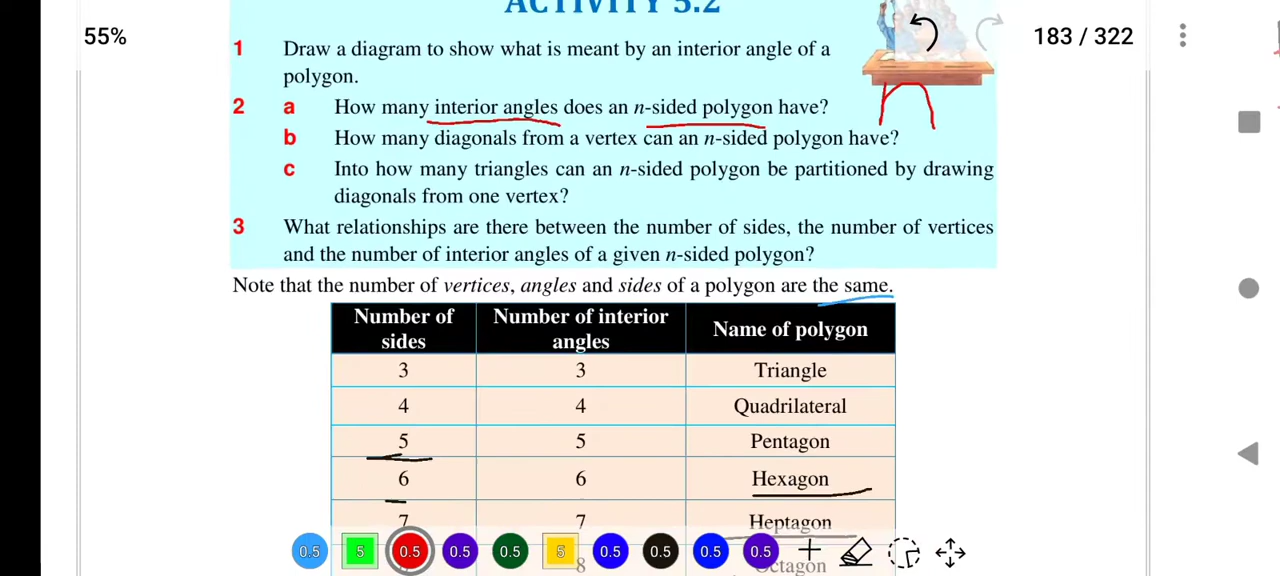 ACTIVITY 5.2
55%
183 / 322
1 Draw a diagram to show what is meant by an interior angle of a
polygon.
2 a How many interior angles does an n-sided polygon have?
n
b How many diagonals from a vertex can an n-sided polygon have?
c Into how many triangles can an n-sided polygon be partitioned by drawing
diagonals from one vertex?
3 What relationships are there between the number of sides, the number of vertices
and the number of interior angles of a given n-sided polygon?
Note that the number of vertices, angles and sides of a polygon are the same.
Number of sides Number of interior angles Name of polygon
3 3 Triangle
4 4 Quadrilateral
5 5 Pentagon
6 6 Hexagon
7 7 Heptagon
8 Octagon
0.5 5 0.5 0.5 0.5 5 0.5 0.5 0.5 0.5